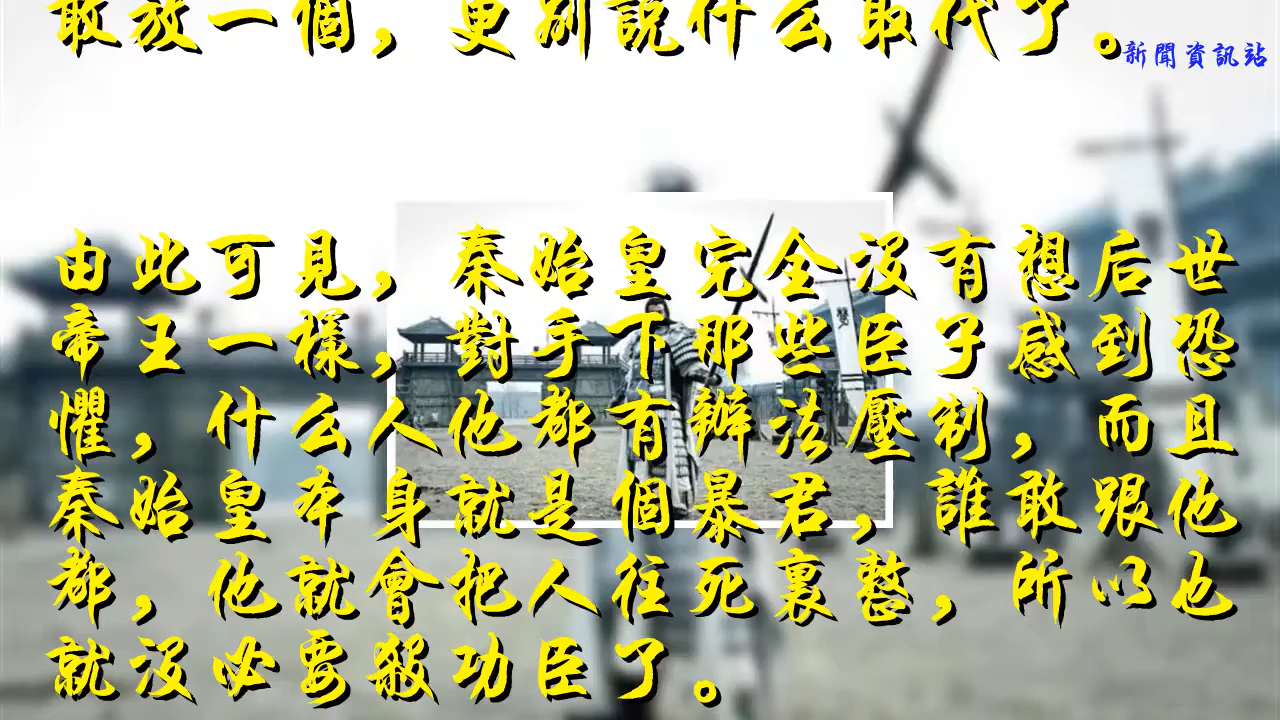 敢放一個，更別說什么取代了。
新聞資訊站
由此可見，秦始皇完全沒有想后世
帝王一樣，對手下那些臣子感到恐
懼，什么人他都有辦法壓制，而且
秦始皇本身就是個暴君，誰敢跟他
都，他就會把人往死裏整，所以也
就沒必要殺功臣了。